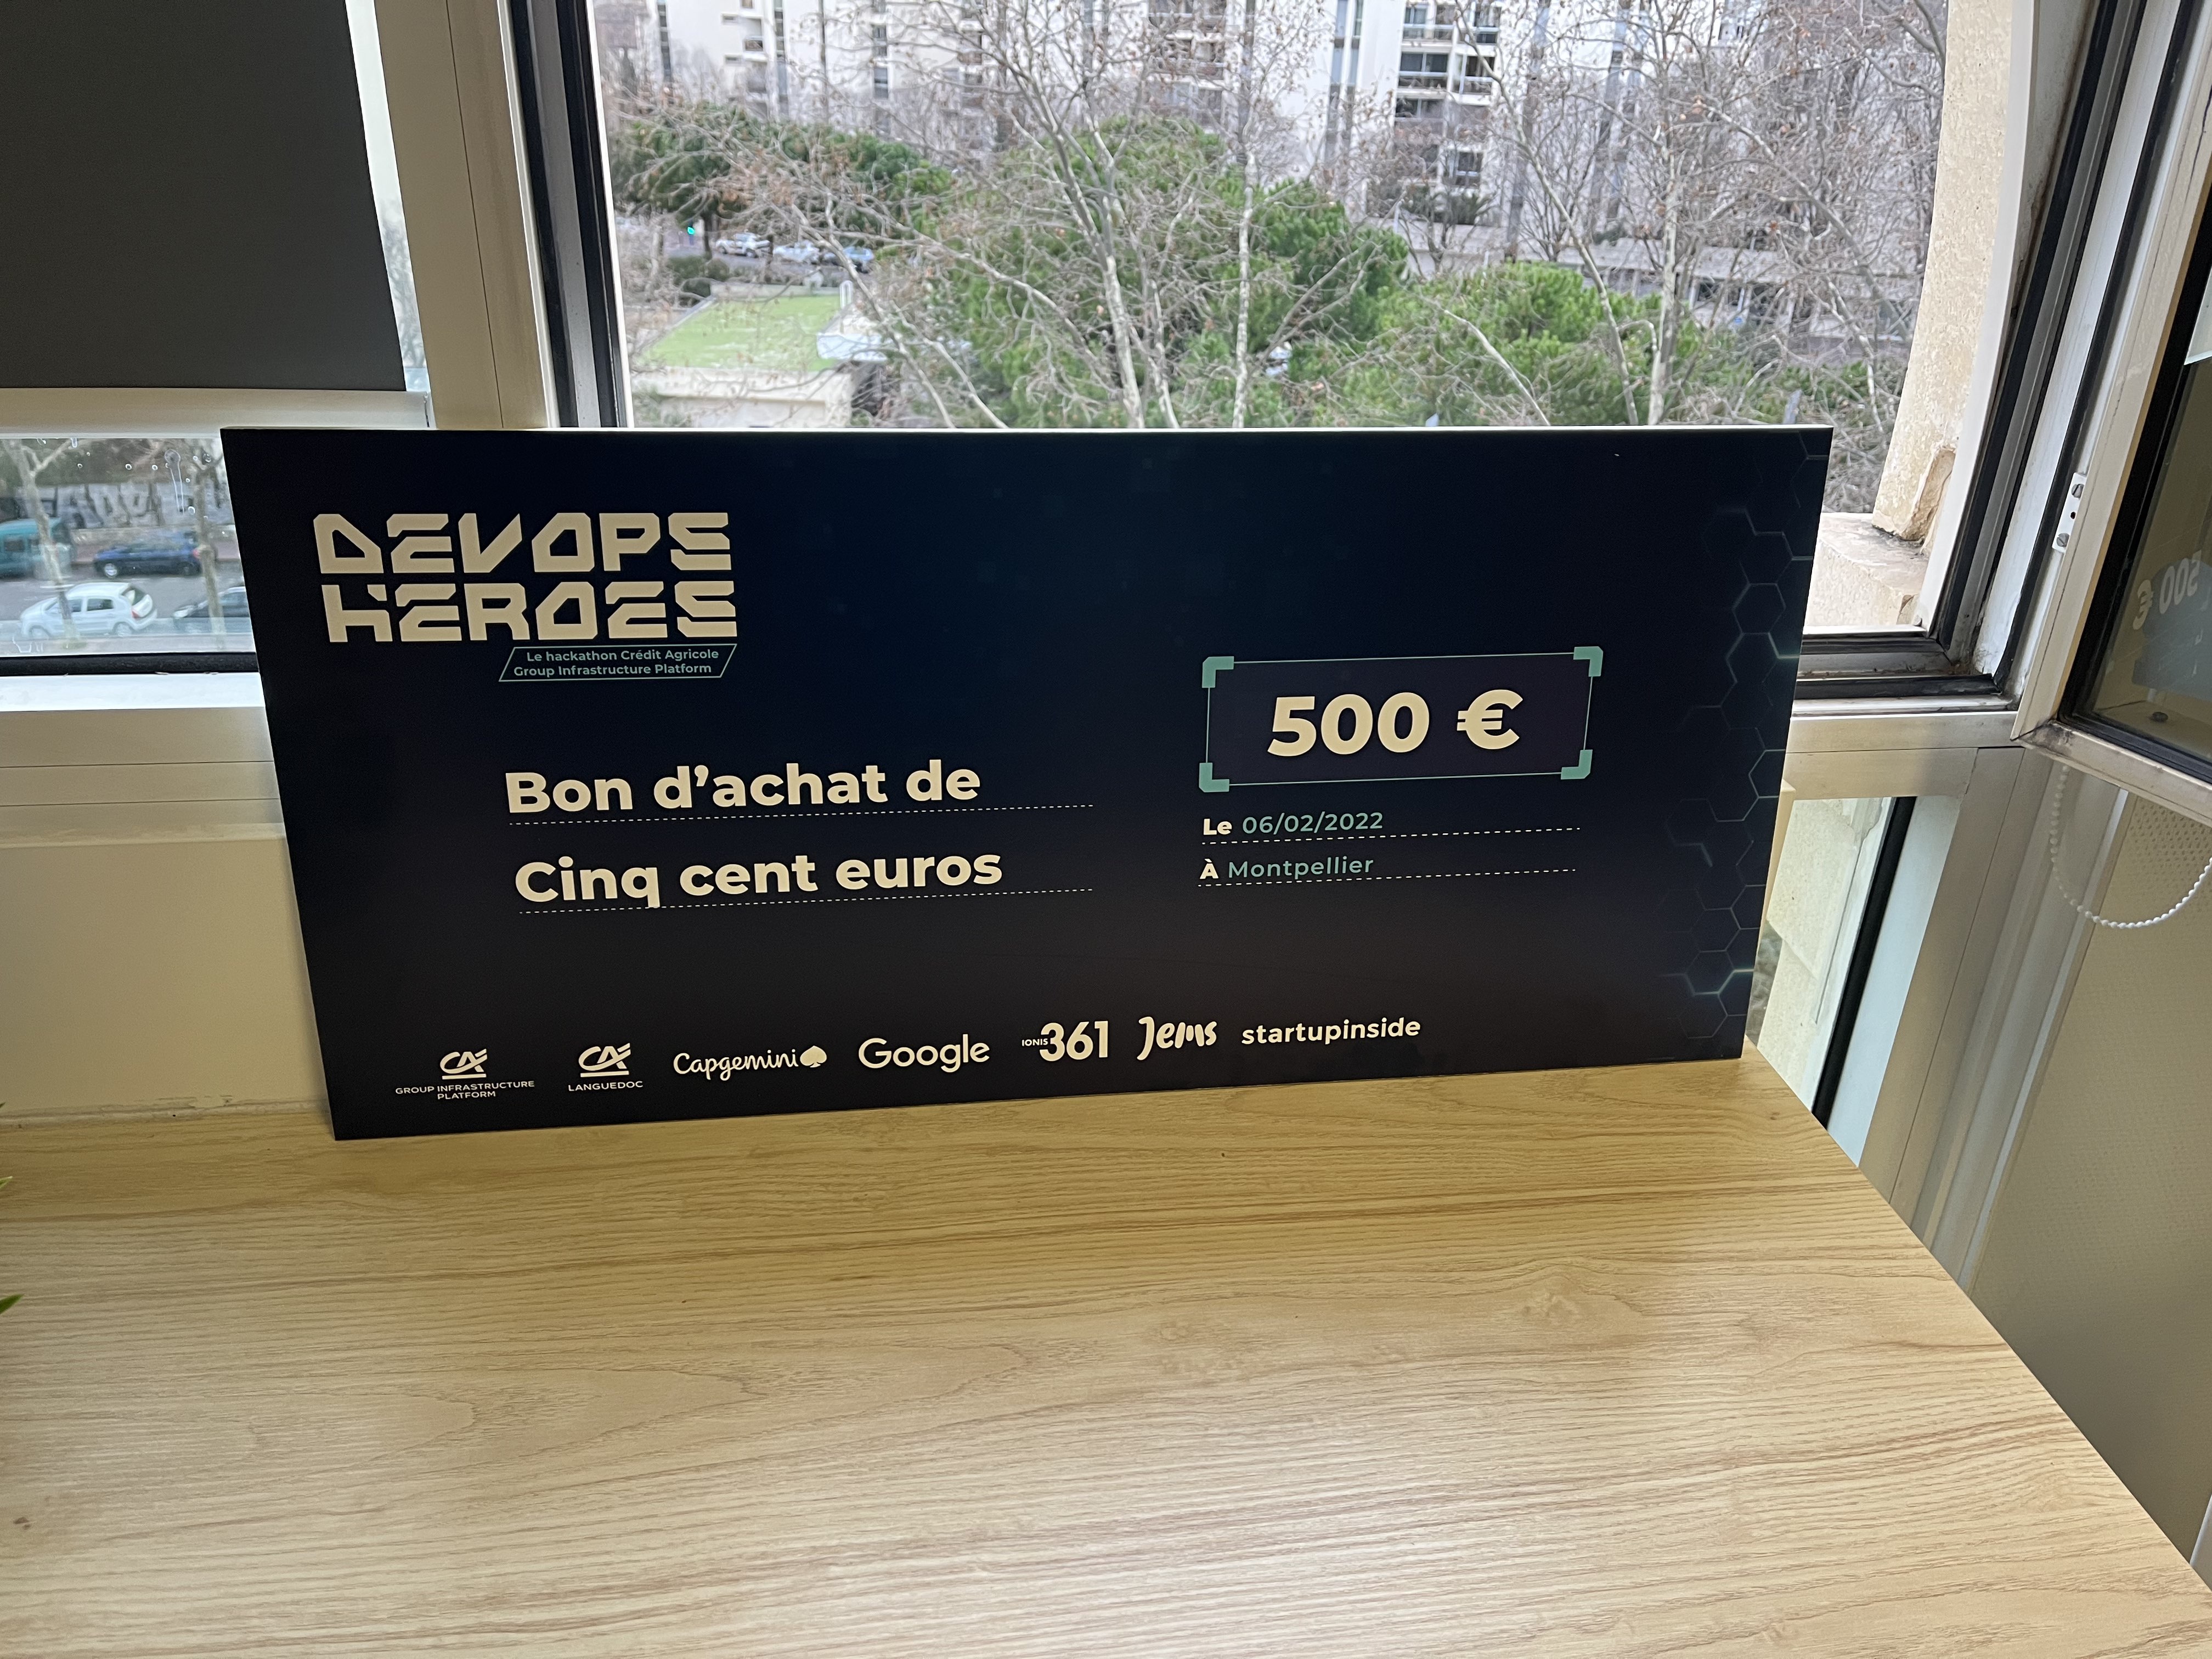 DEVOPS
HEROES
Le hackathon Crédit Agricole
Group Infrastructure Platform
Bon d'achat de
Cinq cent euros
500 €
Le 06/02/2022
À Montpellier
CA
GROUP INFRASTRUCTURE
PLATFORM
CA
LANGUEDOC
Capgemini
Google
IONIS 361
Jems
startupinside
500 €